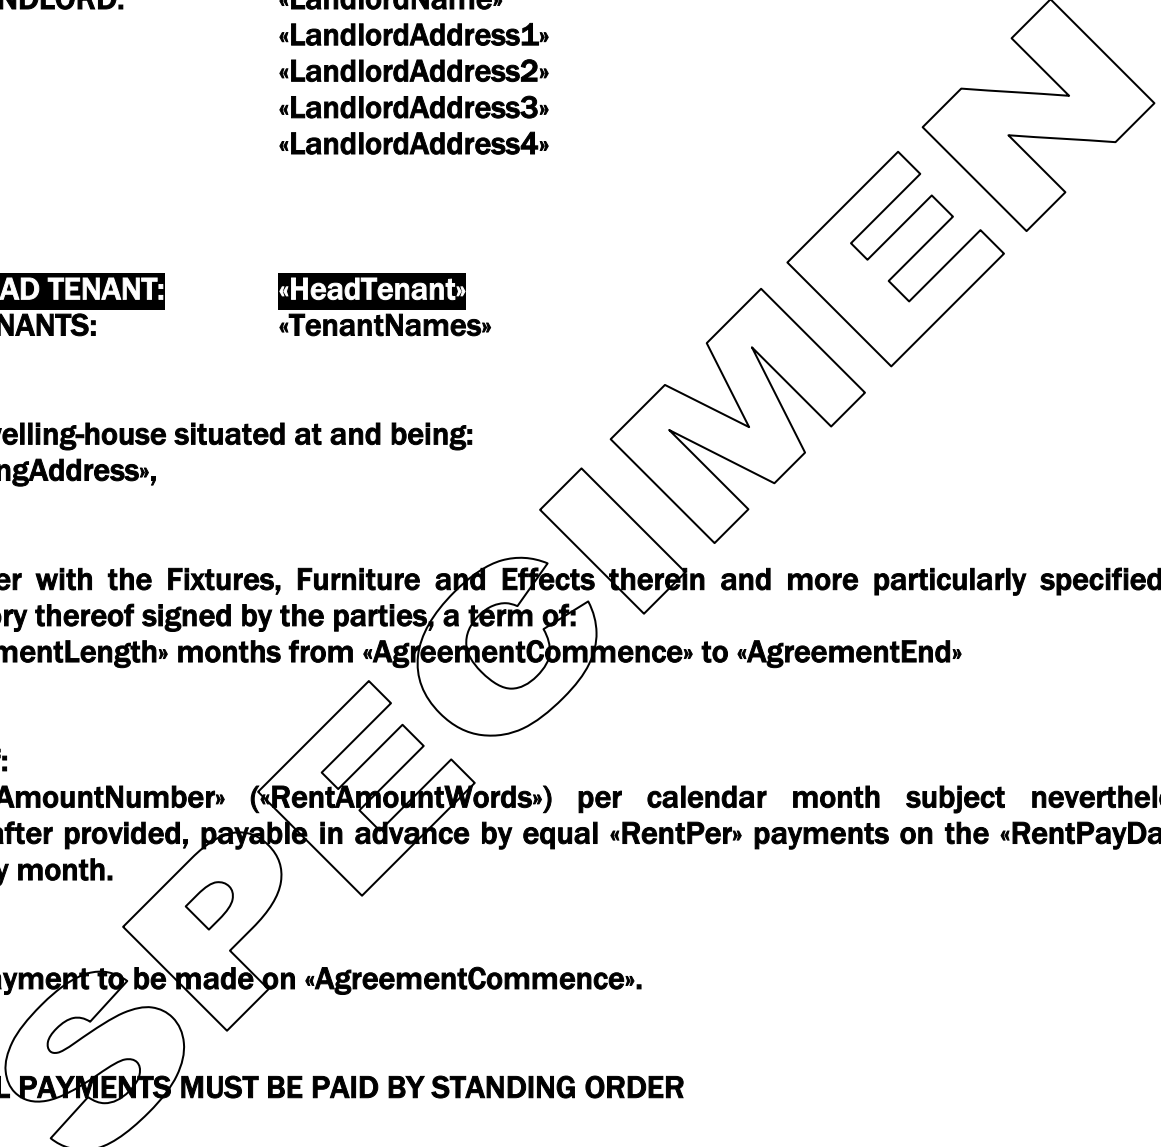 NDLORD: «LandlordName»
«LandlordAddress1»
«LandlordAddress2»
«LandlordAddress3»
«LandlordAddress4»
AD TENANT: «HeadTenant»
NANTS: «TenantNames»
elling-house situated at and being:
ngAddress»,
er with the Fixtures, Furniture and Effects therein and more particularly specified
ory thereof signed by the parties, a term of:
mentLength» months from «AgreementCommence» to «AgreementEnd»
:
AmountNumber» («RentAmountWords») per calendar month subject neverthel
after provided, payable in advance by equal «RentPer» payments on the «RentPayDa
y month.
ayment to be made on «AgreementCommence».
L PAYMENTS MUST BE PAID BY STANDING ORDER
SPECIMEN